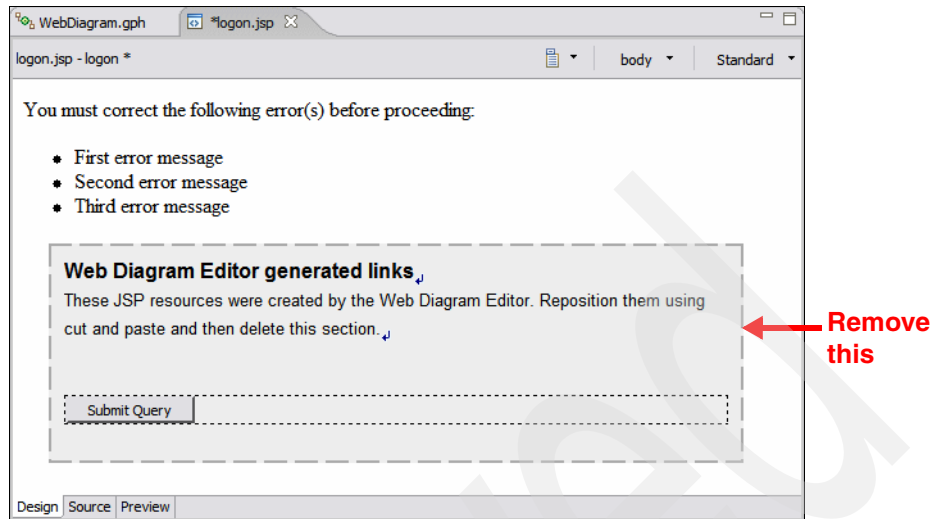 WebDiagram.gph *logon.jsp
logon.jsp - logon * body Standard
You must correct the following error(s) before proceeding:
First error message
Second error message
Third error message
Web Diagram Editor generated links
These JSP resources were created by the Web Diagram Editor. Reposition them using
cut and paste and then delete this section.
Remove
this
Submit Query
Design Source Preview